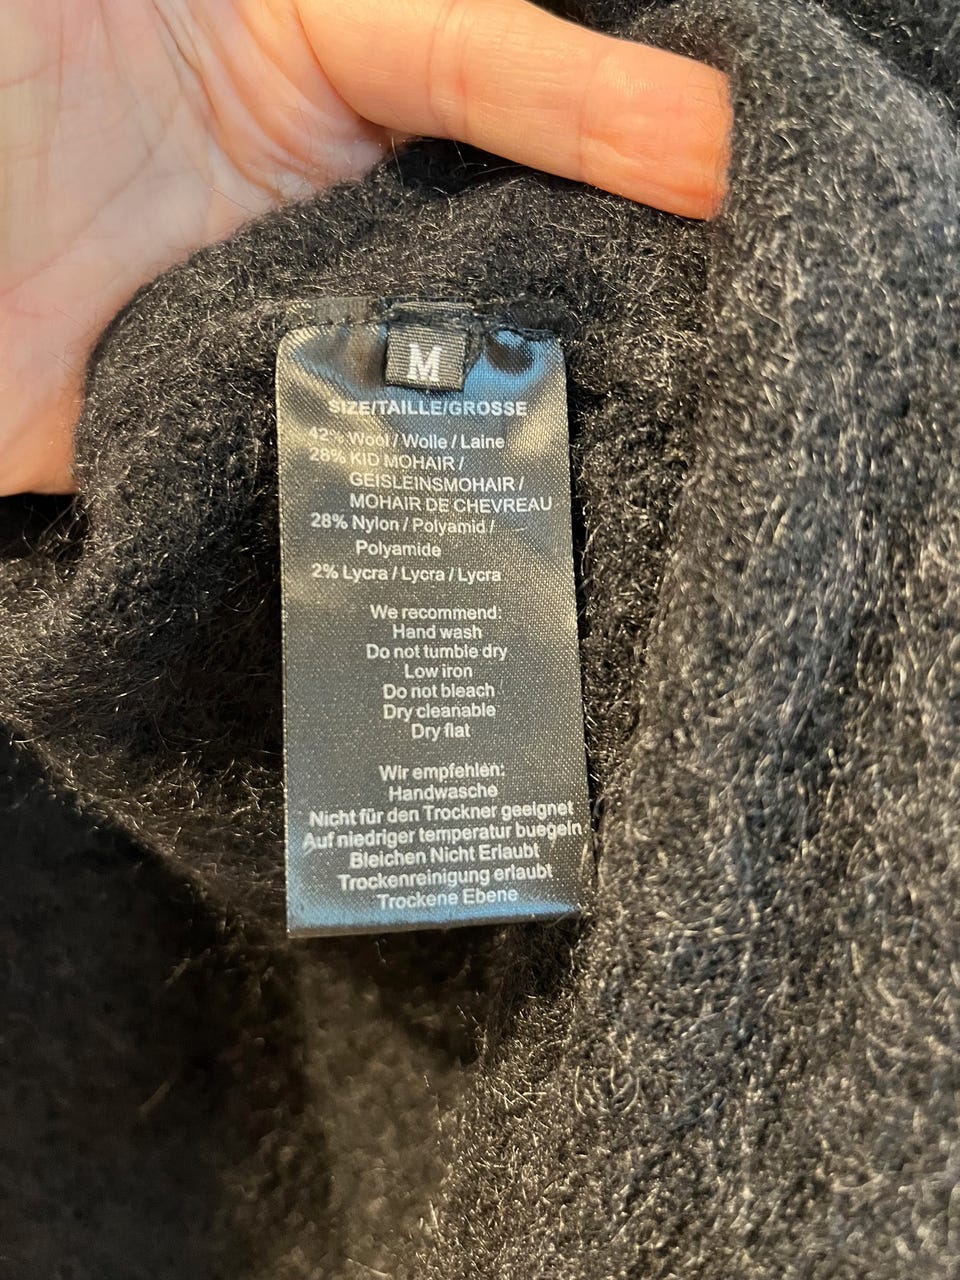 M
SIZE/TAILLE/GROSSE
42% Wool / Wolle / Laine
28% KID MOHAIR /
GEISLEINSMOHAIR /
MOHAIR DE CHEVREAU
28% Nylon / Polyamid /
Polyamide
2% Lycra / Lycra / Lycra
We recommend:
Hand wash
Do not tumble dry
Low iron
Do not bleach
Dry cleanable
Dry flat
Wir empfehlen:
Handwasche
Nicht für den Trockner geeignet
Auf niedriger temperatur buegeln
Bleichen Nicht Erlaubt
Trockenreinigung erlaubt
Trockene Ebene